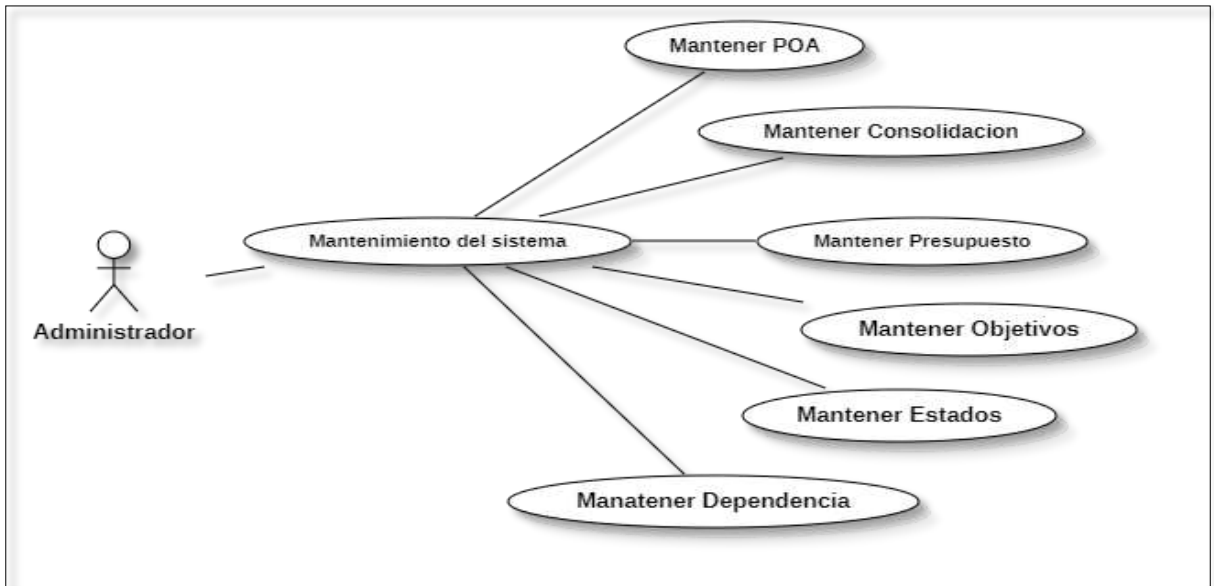 Mantener POA
Mantener Consolidacion
Mantenimiento del sistema
Mantener Presupuesto
Administrador
Mantener Objetivos
Mantener Estados
Manatener Dependencia